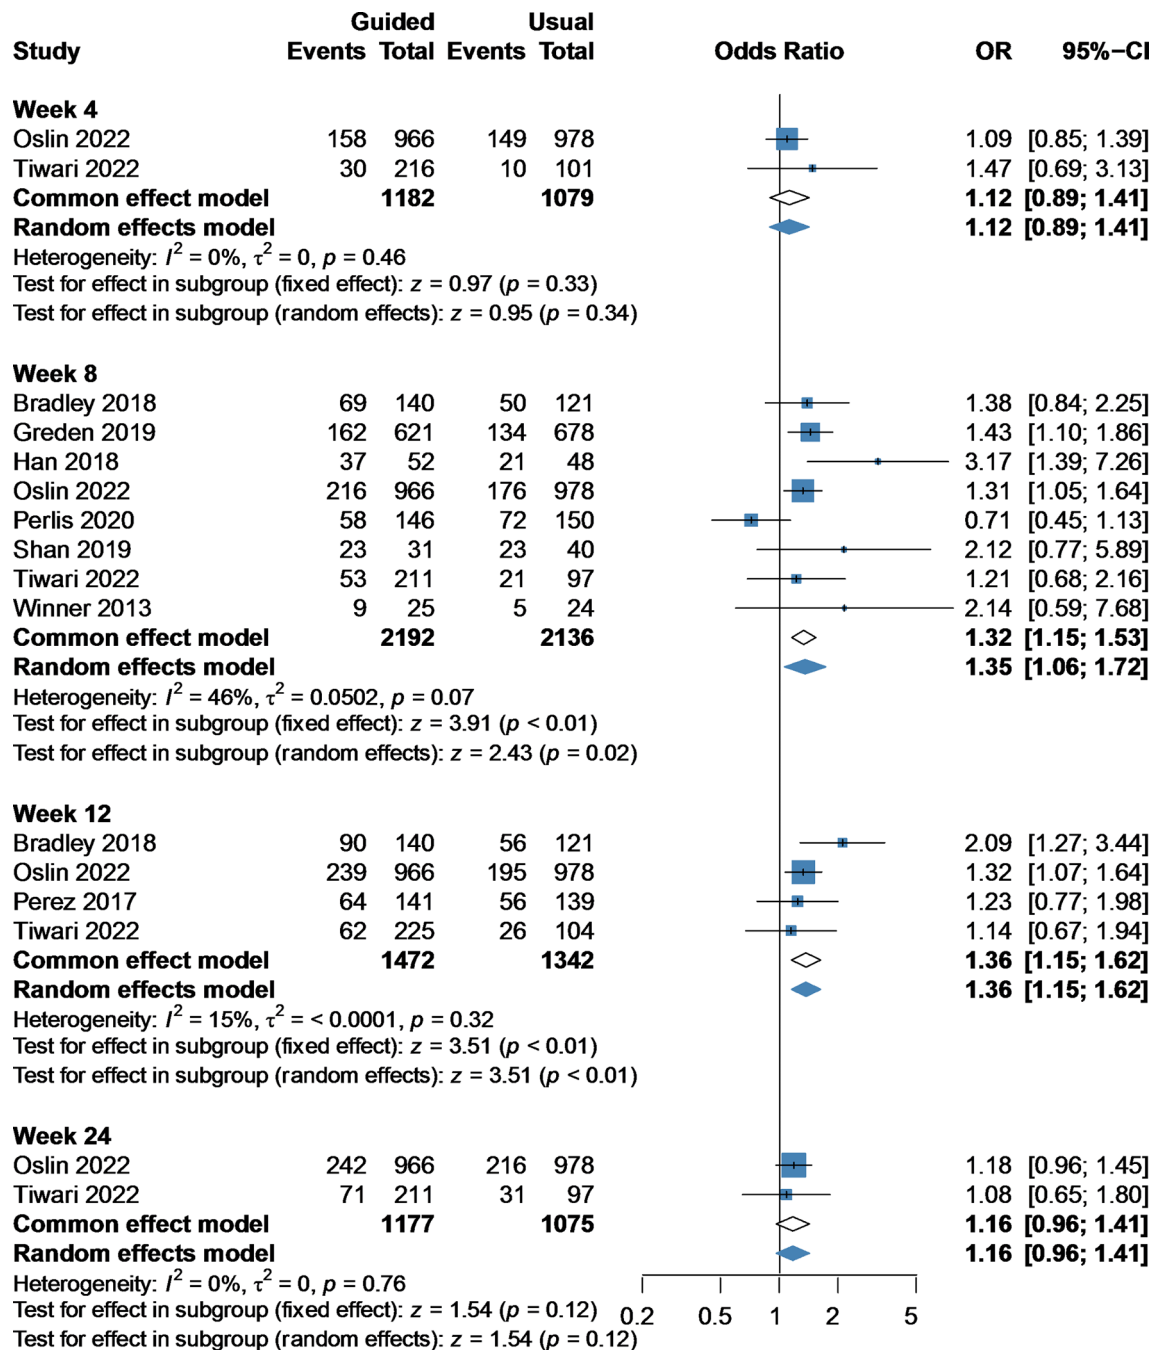 Guided Usual
Study Events Total Events Total Odds Ratio OR 95%−CI
Week 4
Oslin 2022 158 966 149 978 1.09 [0.85; 1.39]
Tiwari 2022 30 216 10 101 1.47 [0.69; 3.13]
Common effect model 1182 1079 1.12 [0.89; 1.41]
Random effects model 1.12 [0.89; 1.41]
Heterogeneity: I² = 0%, τ² = 0, p = 0.46
Test for effect in subgroup (fixed effect): z = 0.97 (p = 0.33)
Test for effect in subgroup (random effects): z = 0.95 (p = 0.34)
Week 8
Bradley 2018 69 140 50 121 1.38 [0.84; 2.25]
Greden 2019 162 621 134 678 1.43 [1.10; 1.86]
Han 2018 37 52 21 48 3.17 [1.39; 7.26]
Oslin 2022 216 966 176 978 1.31 [1.05; 1.64]
Perlis 2020 58 146 72 150 0.71 [0.45; 1.13]
Shan 2019 23 31 23 40 2.12 [0.77; 5.89]
Tiwari 2022 53 211 21 97 1.21 [0.68; 2.16]
Winner 2013 9 25 5 24 2.14 [0.59; 7.68]
Common effect model 2192 2136 1.32 [1.15; 1.53]
Random effects model 1.35 [1.06; 1.72]
Heterogeneity: I² = 46%, τ² = 0.0502, p = 0.07
Test for effect in subgroup (fixed effect): z = 3.91 (p < 0.01)
Test for effect in subgroup (random effects): z = 2.43 (p = 0.02)
Week 12
Bradley 2018 90 140 56 121 2.09 [1.27; 3.44]
Oslin 2022 239 966 195 978 1.32 [1.07; 1.64]
Perez 2017 64 141 56 139 1.23 [0.77; 1.98]
Tiwari 2022 62 225 26 104 1.14 [0.67; 1.94]
Common effect model 1472 1342 1.36 [1.15; 1.62]
Random effects model 1.36 [1.15; 1.62]
Heterogeneity: I² = 15%, τ² = < 0.0001, p = 0.32
Test for effect in subgroup (fixed effect): z = 3.51 (p < 0.01)
Test for effect in subgroup (random effects): z = 3.51 (p < 0.01)
Week 24
Oslin 2022 242 966 216 978 1.18 [0.96; 1.45]
Tiwari 2022 71 211 31 97 1.08 [0.65; 1.80]
Common effect model 1177 1075 1.16 [0.96; 1.41]
Random effects model 1.16 [0.96; 1.41]
Heterogeneity: I² = 0%, τ² = 0, p = 0.76
Test for effect in subgroup (fixed effect): z = 1.54 (p = 0.12)
Test for effect in subgroup (random effects): z = 1.54 (p = 0.12)
0.2 0.5 1 2 5